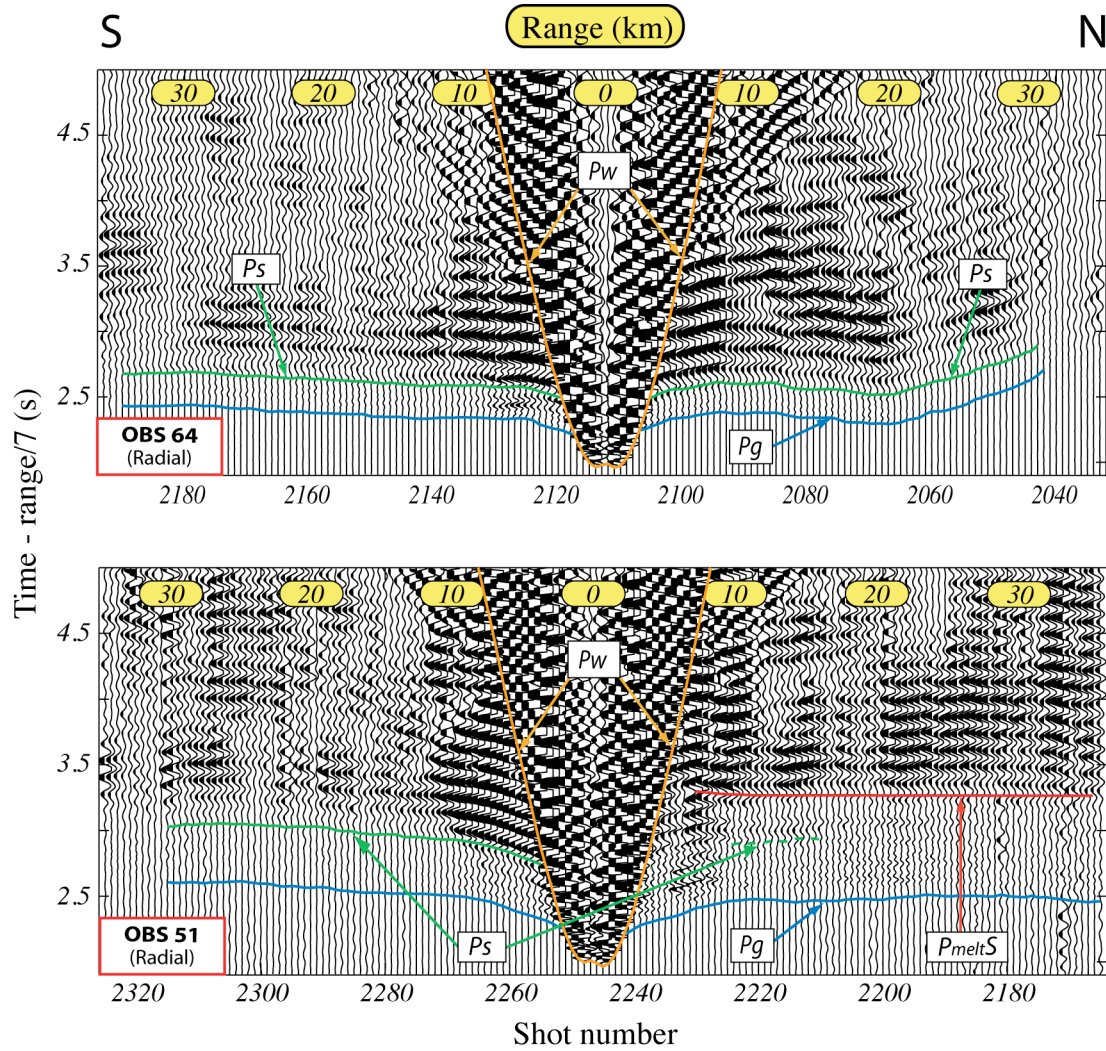 S Range (km) N
30 20 10 0 10 20 30
4.5
Pw
3.5
Ps Ps
2.5
OBS 64
(Radial)
Pg
2180 2160 2140 2120 2100 2080 2060 2040
Time - range/7 (s)
30 20 10 0 10 20 30
4.5
Pw
3.5
2.5
OBS 51
(Radial)
Ps Pg PmeltS
2320 2300 2280 2260 2240 2220 2200 2180
Shot number